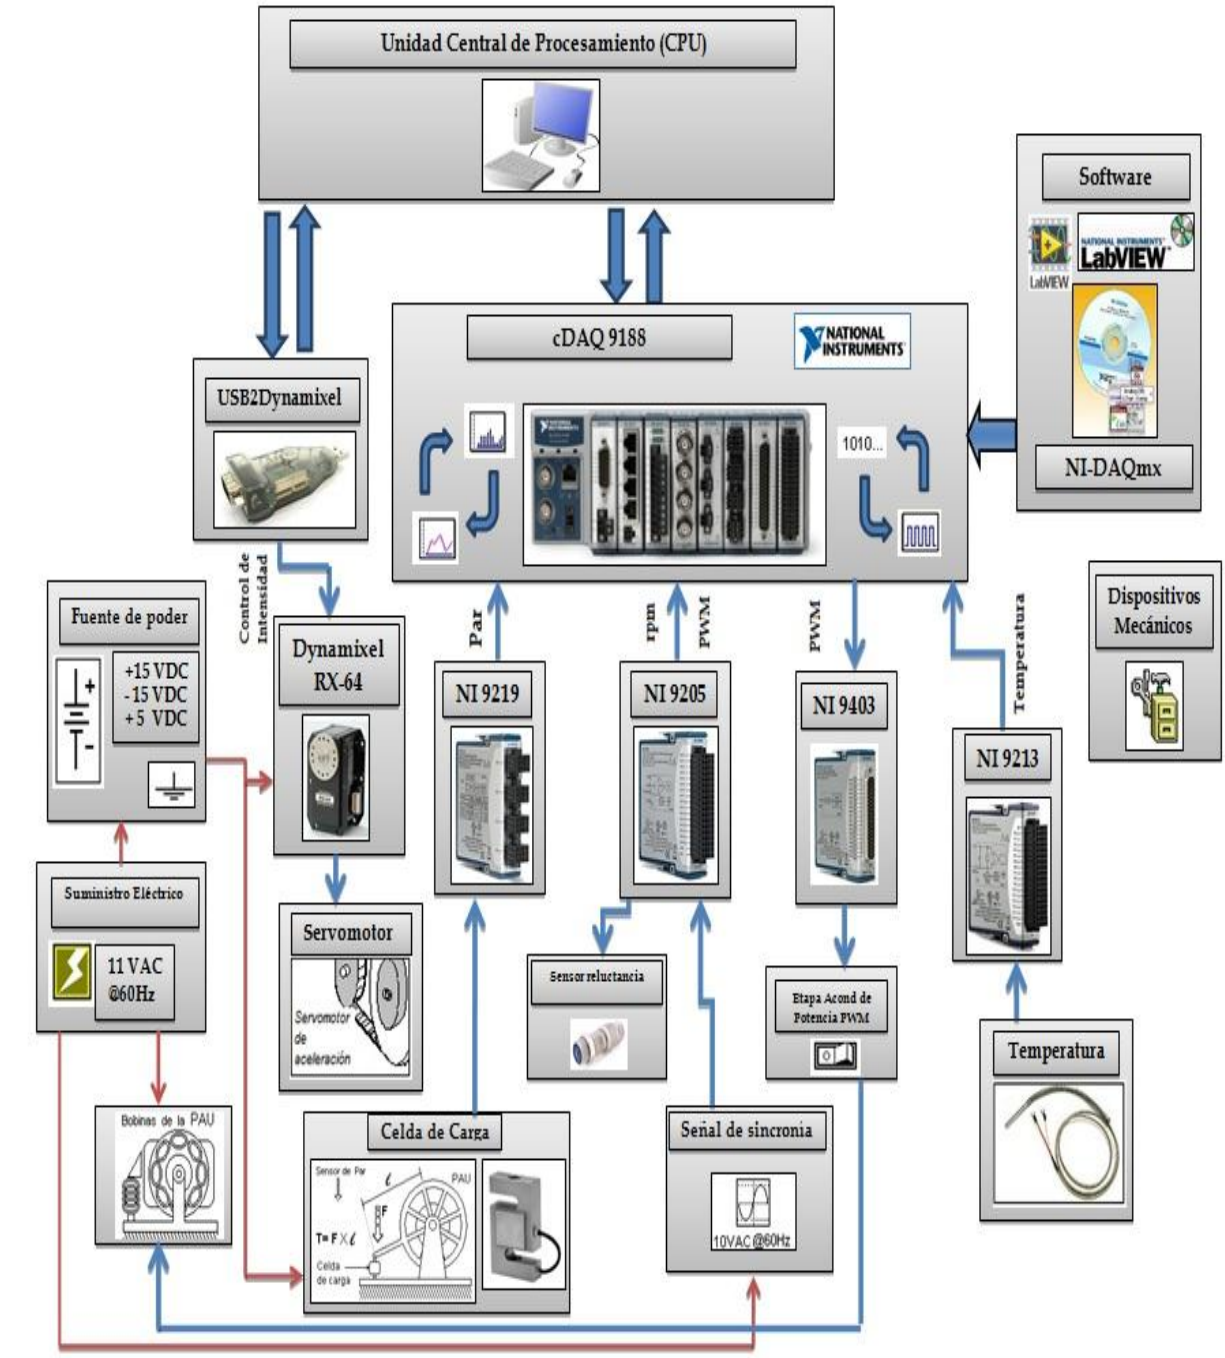 Unidad Central de Procesamiento (CPU)
Software
NATIONAL INSTRUMENTS
LabVIEW
LabVIEW
NI-DAQmx
cDAQ 9188
NATIONAL
INSTRUMENTS
NATIONAL
INSTRUMENTS
1010...
USB2Dynamixel
Control de
Intensidad
Par
rpm
PWM
PWM
Temperatura
Dispositivos
Mecánicos
Fuente de poder
+15 VDC
-15 VDC
+5 VDC
+
-
Dynamixel
RX-64
NI 9219
NI 9205
NI 9403
NI 9213
Suministro Eléctrico
11 VAC
@60Hz
Servomotor
Servomotor
de
aceleración
Sensor reluctancia
Etapa Acond de
Potencia PWM
Temperatura
Bobinas de la PAU
Celda de Carga
Sensor de Par
ℓ
PAU
F
T= F X ℓ
Celda
de carga
Señal de sincronia
10VAC@60Hz